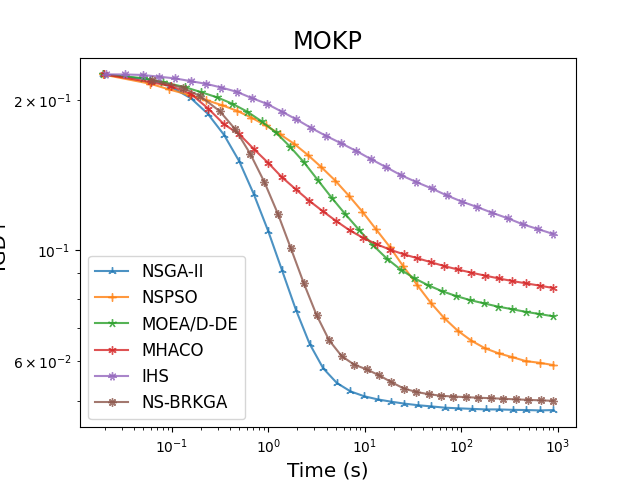 MOKP
2 × 10⁻¹
10⁻¹
6 × 10⁻²
NSGA-II
NSPSO
MOEA/D-DE
MHACO
IHS
NS-BRKGA
10⁻¹ 10⁰ 10¹ 10² 10³
Time (s)